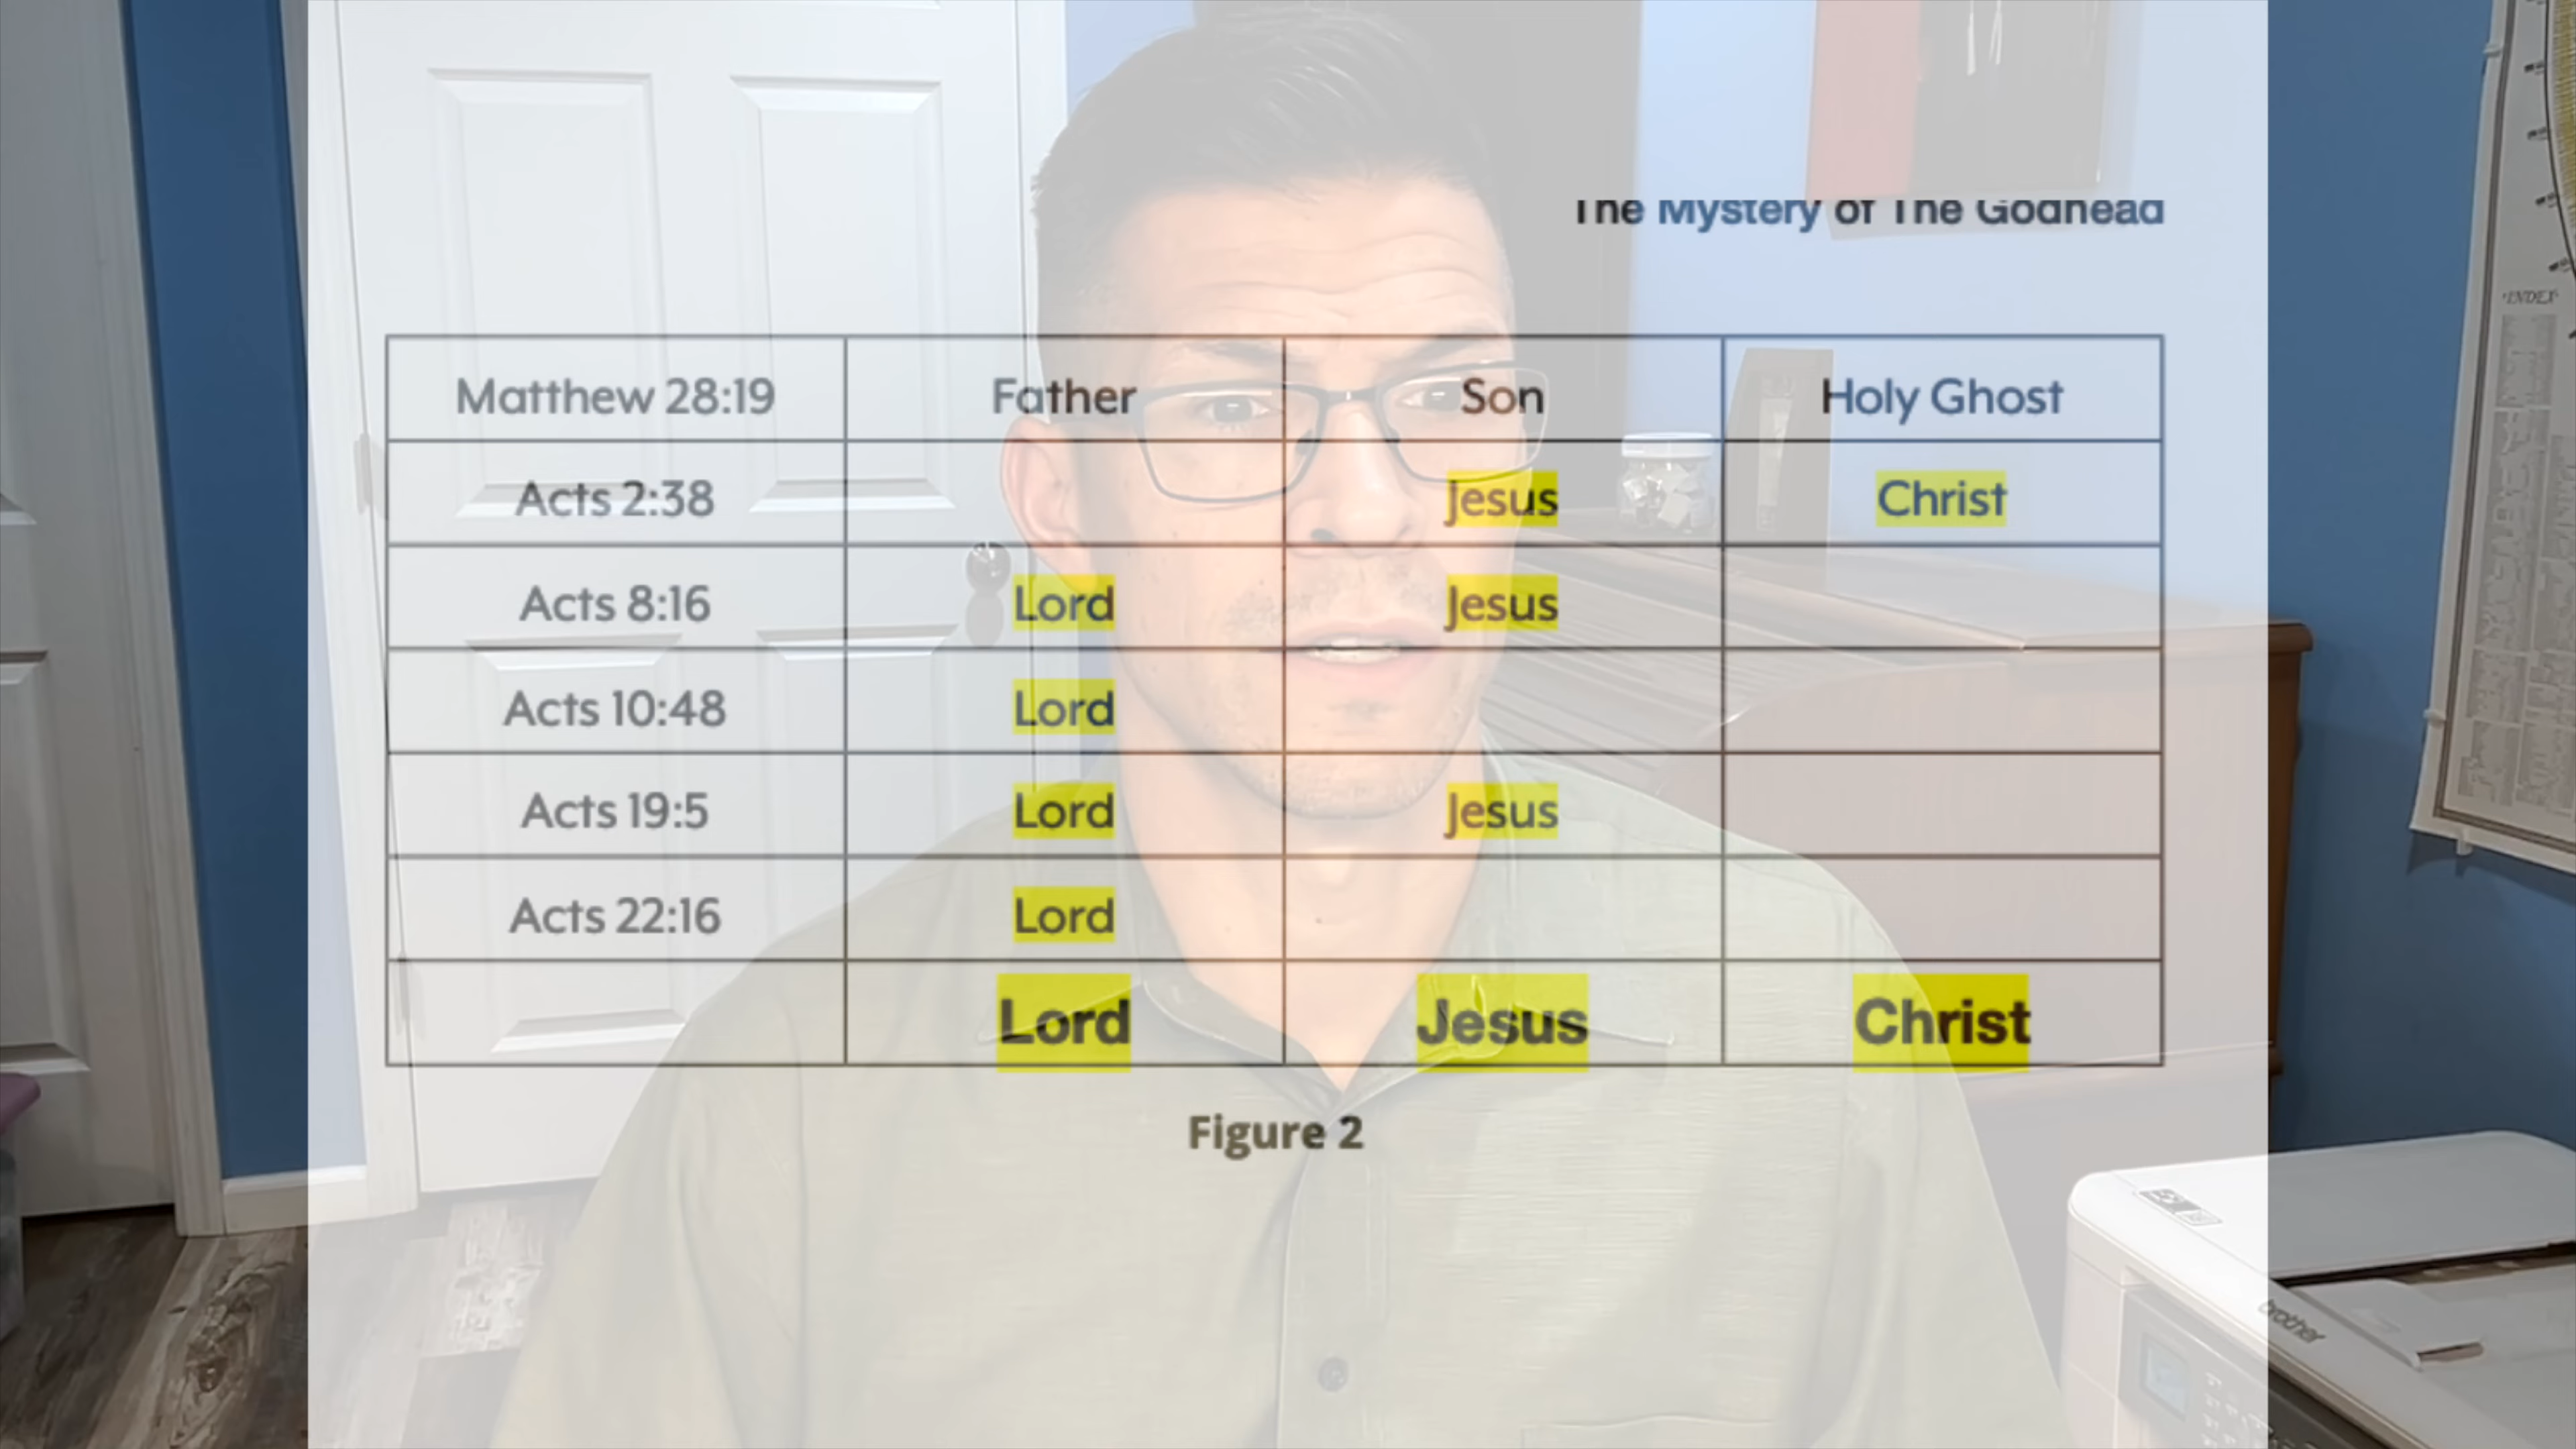 The Mystery of The Godhead
Matthew 28:19 Father Son Holy Ghost
Acts 2:38 Jesus Christ
Acts 8:16 Lord Jesus
Acts 10:48 Lord
Acts 19:5 Lord Jesus
Acts 22:16 Lord
Lord Jesus Christ
Figure 2
INDEX
brother